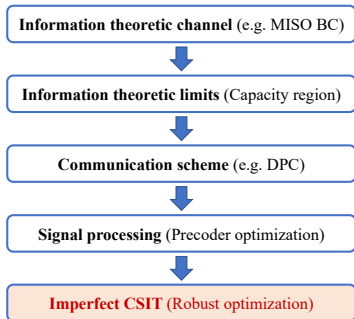 Information theoretic channel (e.g. MISO BC)
Information theoretic limits (Capacity region)
Communication scheme (e.g. DPC)
Signal processing (Precoder optimization)
Imperfect CSIT (Robust optimization)